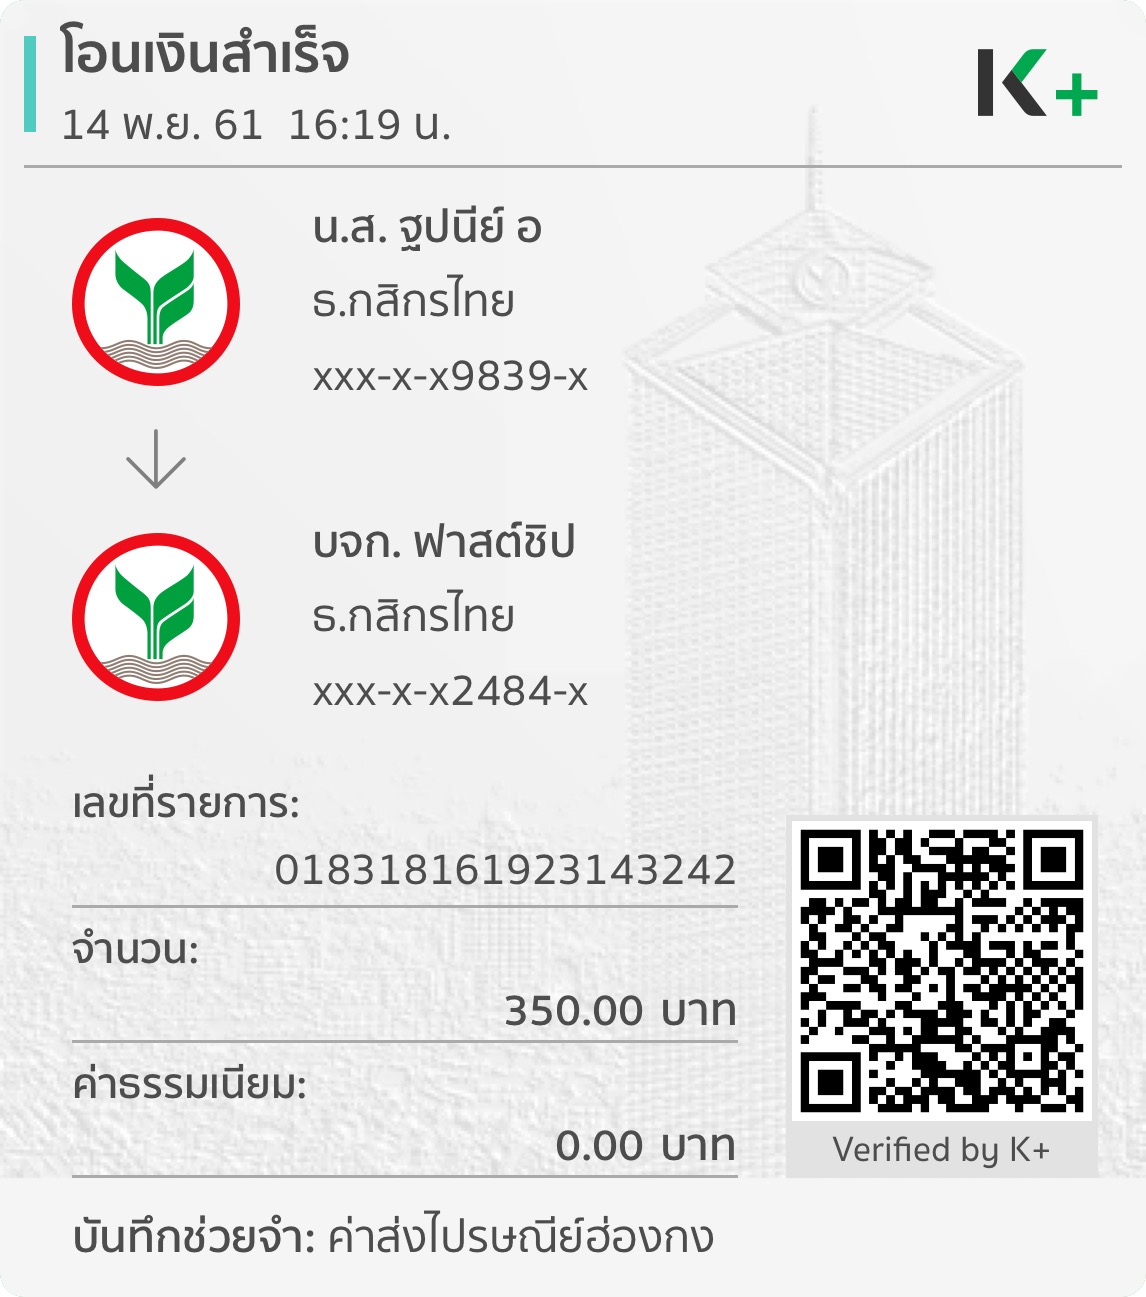 โอนเงินสำเร็จ
14 พ.ย. 61 16:19 น.
K+
น.ส. ฐปนีย์ อ
ธ.กสิกรไทย
xxx-x-x9839-x
บจก. ฟาสต์ชิป
ธ.กสิกรไทย
xxx-x-x2484-x
เลขที่รายการ:
018318161923143242
จำนวน:
350.00 บาท
ค่าธรรมเนียม:
0.00 บาท
Verified by K+
บันทึกช่วยจำ: ค่าส่งไปรษณีย์ฮ่องกง